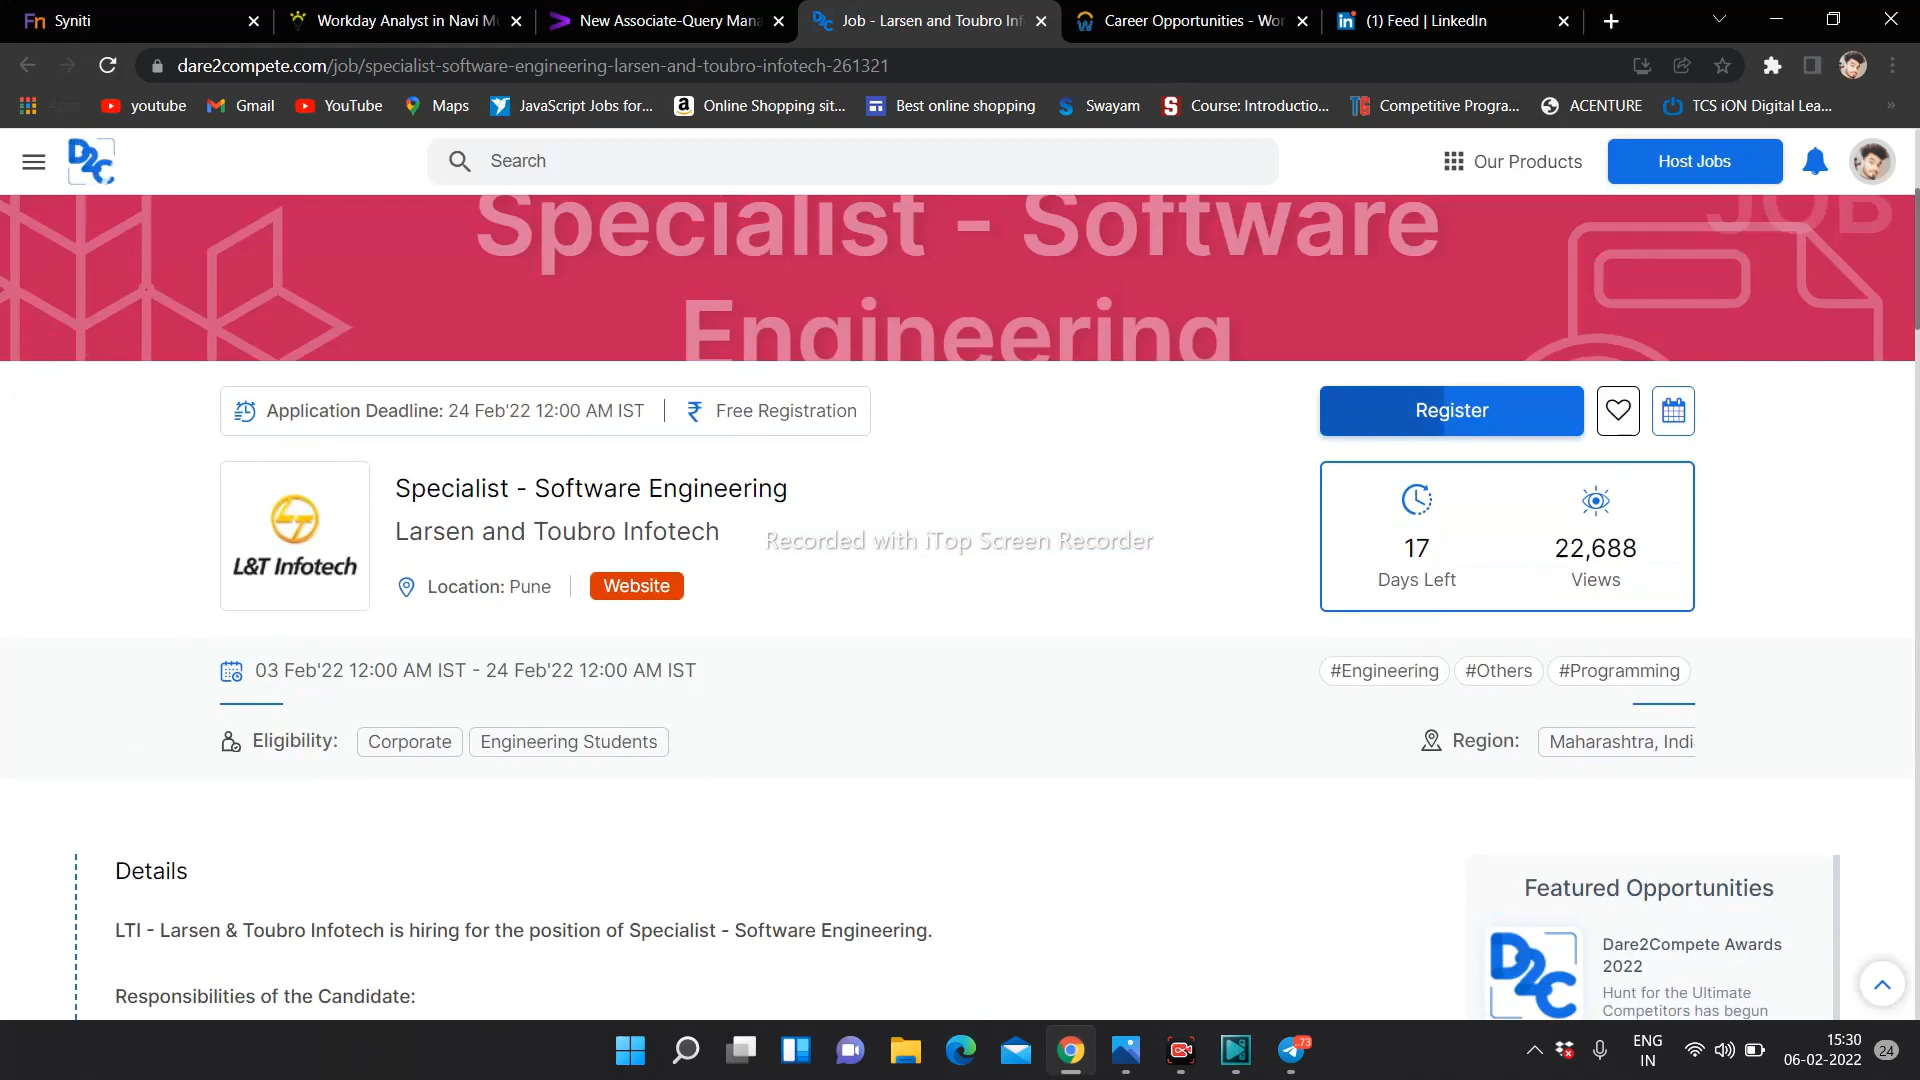 Fn Syniti
Workday Analyst in Navi Mu
New Associate-Query Mana
Job - Larsen and Toubro Inf
Career Opportunities - Wor
(1) Feed | LinkedIn
dare2compete.com/job/specialist-software-engineering-larsen-and-toubro-infotech-261321
Apps
youtube
Gmail
YouTube
Maps
JavaScript Jobs for...
Online Shopping sit...
Best online shopping
Swayam
Course: Introductio...
Competitive Progra...
ACENTURE
TCS iON Digital Lea...
»
D2C
Search
Our Products
Host Jobs
JOB
Specialist - Software
Engineering
Application Deadline: 24 Feb'22 12:00 AM IST
₹ Free Registration
Register
L&T Infotech
Specialist - Software Engineering
Larsen and Toubro Infotech
Location: Pune
Website
Recorded with iTop Screen Recorder
17
Days Left
22,688
Views
03 Feb'22 12:00 AM IST - 24 Feb'22 12:00 AM IST
#Engineering
#Others
#Programming
Eligibility:
Corporate
Engineering Students
Region:
Maharashtra, Indi
Details
LTI - Larsen & Toubro Infotech is hiring for the position of Specialist - Software Engineering.
Responsibilities of the Candidate:
Featured Opportunities
D2C
Dare2Compete Awards
2022
Hunt for the Ultimate
Competitors has begun
73
ENG
IN
15:30
06-02-2022
24